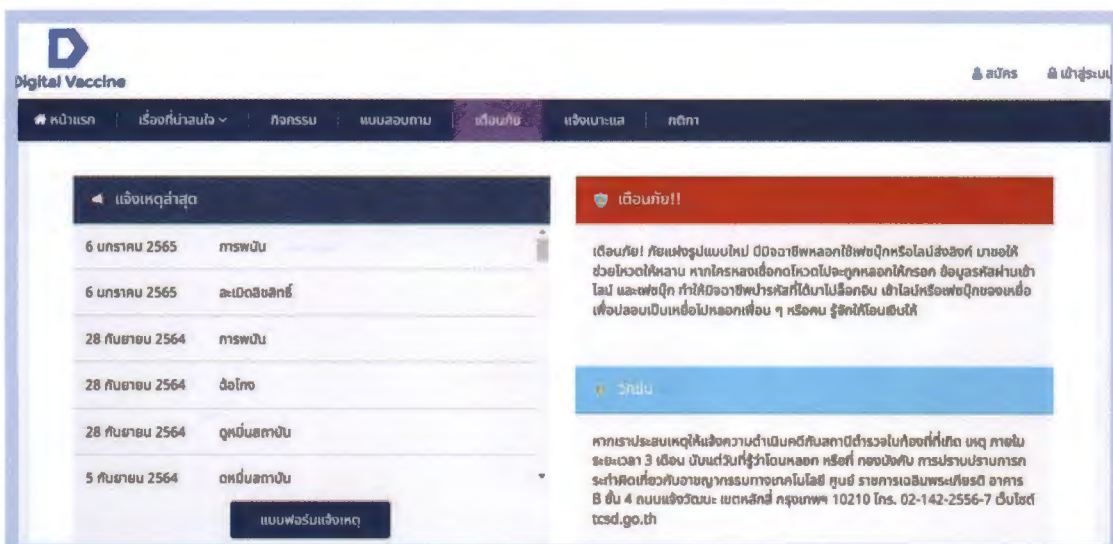 Digital Vaccine
สมัคร เข้าสู่ระบบ
หน้าแรก เรื่องที่น่าสนใจ กิจกรรม แบบสอบถาม เตือนภัย แจ้งเบาะแส กติกา
แจ้งเหตุล่าสุด
6 มกราคม 2565 การพนัน
6 มกราคม 2565 ละเมิดลิขสิทธิ์
28 กันยายน 2564 การพนัน
28 กันยายน 2564 ฉ้อโกง
28 กันยายน 2564 ดูหมิ่นสถาบัน
5 กันยายน 2564 ดูหมิ่นสถาบัน
แบบฟอร์มแจ้งเหตุ
เตือนภัย!!
เตือนภัย! ภัยแฝงรูปแบบใหม่ มีมิจฉาชีพหลอกใช้เฟซบุ๊กหรือไลน์ส่งลิงก์ มาขอให้
ช่วยโหวตให้หลาน หากใครหลงเชื่อกดโหวตไปจะถูกหลอกให้กรอก ข้อมูลรหัสผ่านเข้า
ไลน์ และเฟซบุ๊ก ทำให้มิจฉาชีพนำรหัสที่ได้มาไปล็อกอิน เข้าไลน์หรือเฟซบุ๊กของเหยื่อ
เพื่อปลอมเป็นเหยื่อไปหลอกเพื่อน ๆ หรือคน รู้จักให้โอนเงินให้
วัคซีน
หากเราประสบเหตุให้แจ้งความดำเนินคดีกับสถานีตำรวจในท้องที่ที่เกิด เหตุ ภายใน
ระยะเวลา 3 เดือน นับแต่วันที่รู้ว่าโดนหลอก หรือที่ กองบังคับ การปราบปรามการก
ระทำผิดเกี่ยวกับอาชญากรรมทางเทคโนโลยี ศูนย์ ราชการเฉลิมพระเกียรติ อาคาร
B ชั้น 4 ถนนแจ้งวัฒนะ เขตหลักสี่ กรุงเทพฯ 10210 โทร. 02-142-2556-7 เว็บไซต์
tcsd.go.th